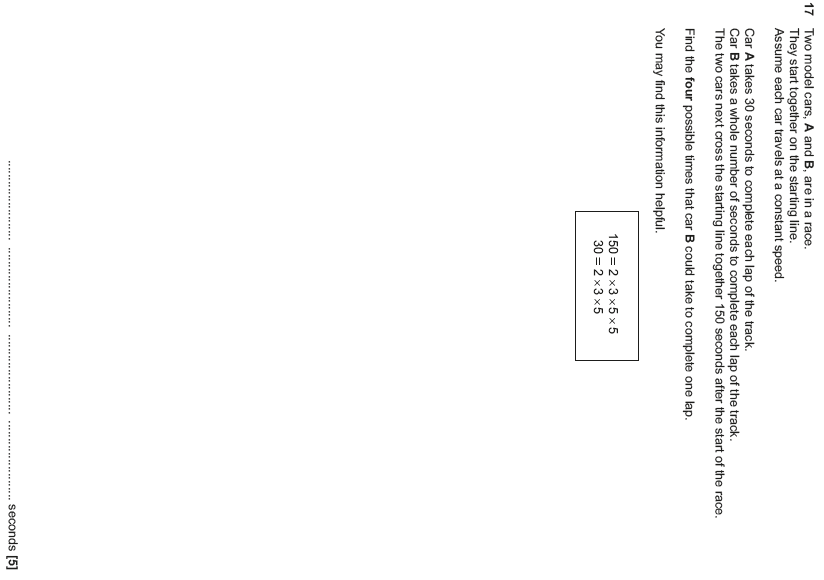 17 Two model cars, A and B, are in a race.
They start together on the starting line.
Assume each car travels at a constant speed.
Car A takes 30 seconds to complete each lap of the track.
Car B takes a whole number of seconds to complete each lap of the track.
The two cars next cross the starting line together 150 seconds after the start of the race.
Find the four possible times that car B could take to complete one lap.
You may find this information helpful.
150 = 2 × 3 × 5 × 5
30 = 2 × 3 × 5
........................ ........................ ........................ ........................ seconds [5]